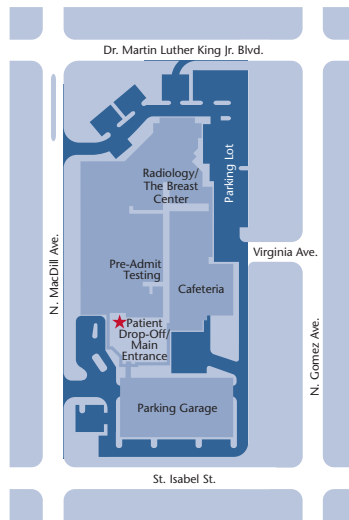 Dr. Martin Luther King Jr. Blvd.
Parking Lot
Radiology/
The Breast
Center
N. MacDill Ave.
Virginia Ave.
Pre-Admit
Testing
Cafeteria
Patient
Drop-Off/
Main
Entrance
N. Gomez Ave.
Parking Garage
St. Isabel St.